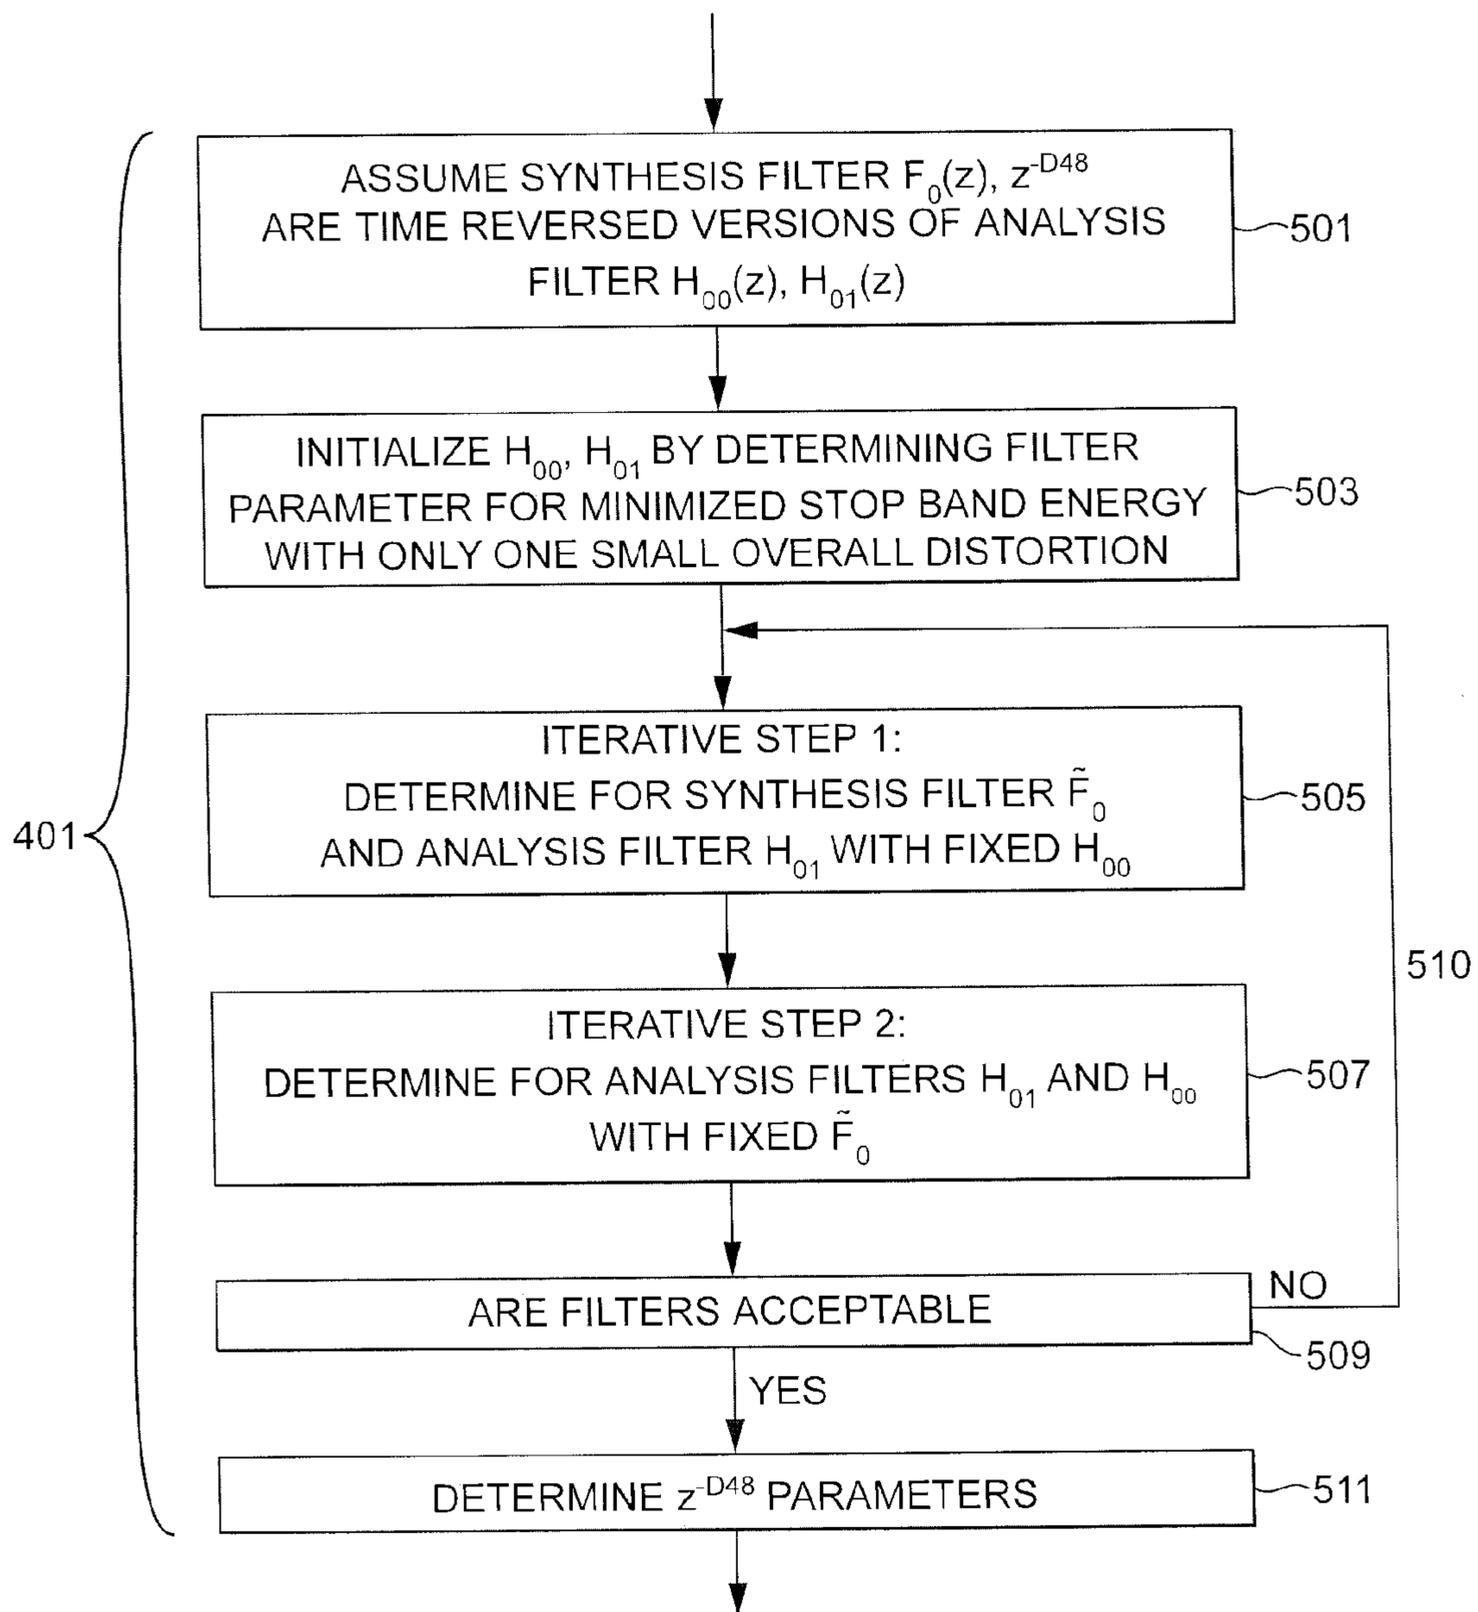 ASSUME SYNTHESIS FILTER F₀(z), z⁻ᴰ⁴⁸
ARE TIME REVERSED VERSIONS OF ANALYSIS
FILTER H₀₀(z), H₀₁(z)
501
INITIALIZE H₀₀, H₀₁ BY DETERMINING FILTER
PARAMETER FOR MINIMIZED STOP BAND ENERGY
WITH ONLY ONE SMALL OVERALL DISTORTION
503
ITERATIVE STEP 1:
DETERMINE FOR SYNTHESIS FILTER F̃₀
AND ANALYSIS FILTER H₀₁ WITH FIXED H₀₀
505
401
510
ITERATIVE STEP 2:
DETERMINE FOR ANALYSIS FILTERS H₀₁ AND H₀₀
WITH FIXED F̃₀
507
ARE FILTERS ACCEPTABLE
NO
509
YES
DETERMINE z⁻ᴰ⁴⁸ PARAMETERS
511